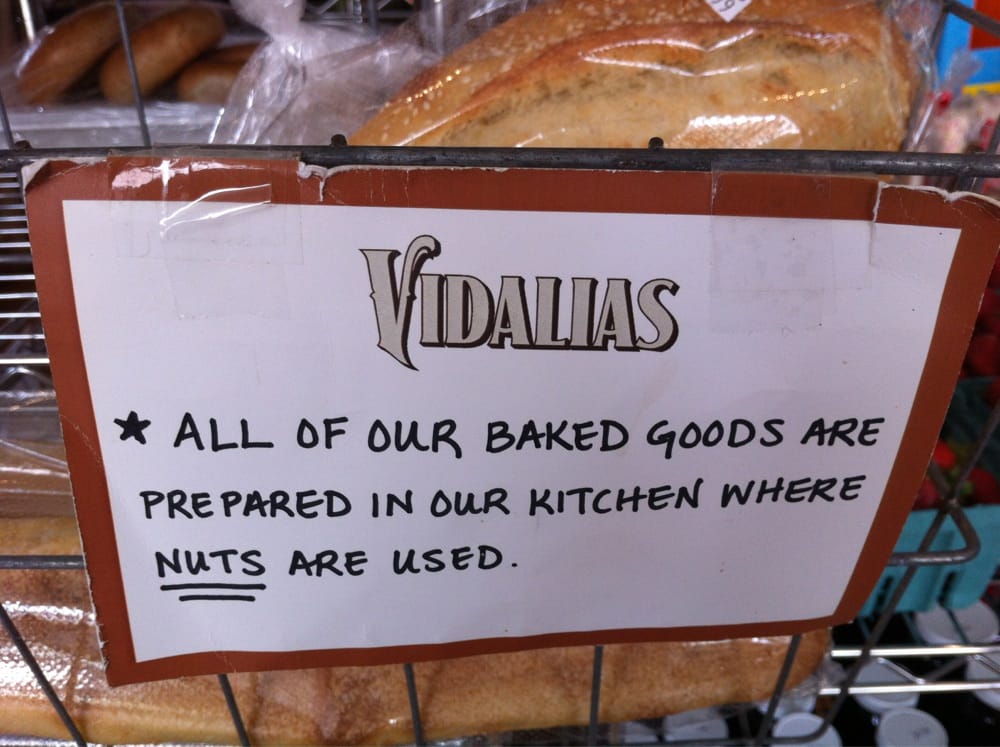 VIDALIAS
★ ALL OF OUR BAKED GOODS ARE
PREPARED IN OUR KITCHEN WHERE
NUTS ARE USED.